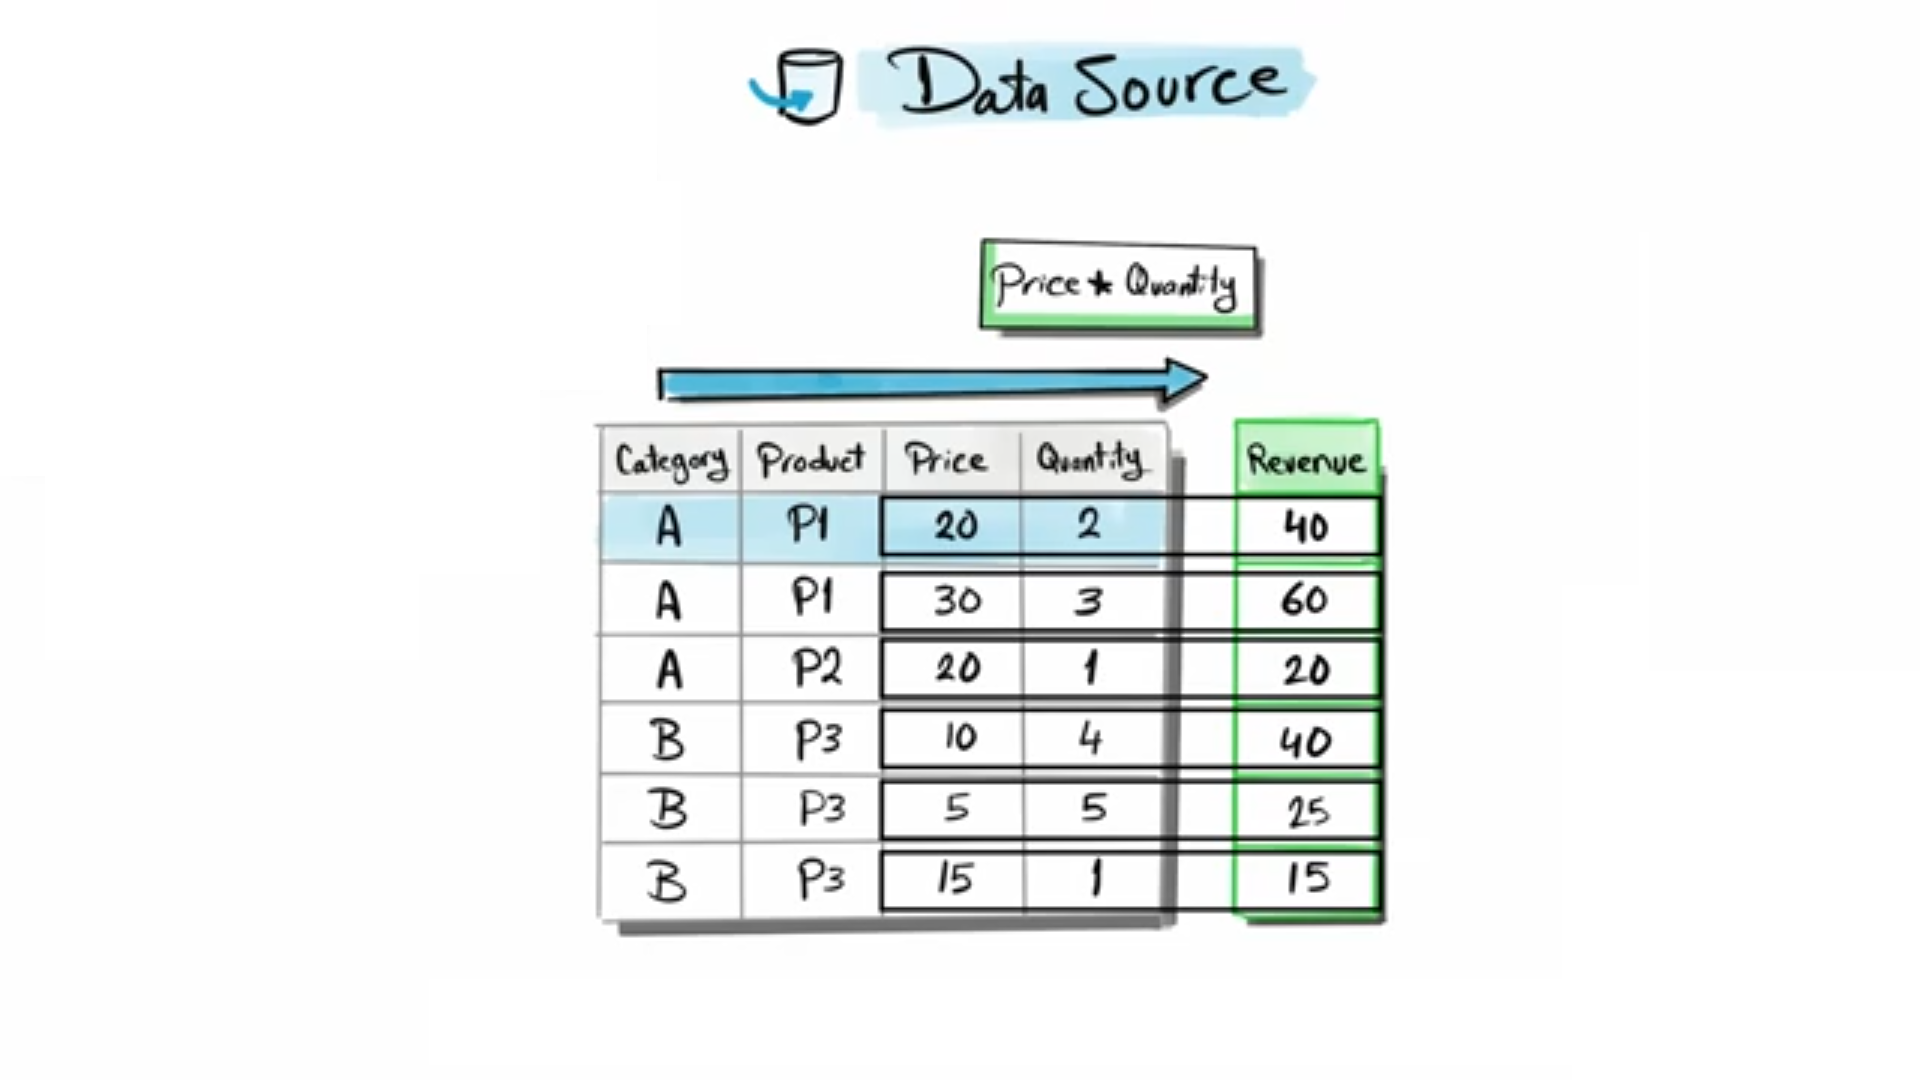 Data Source
Price * Quantity
Category Product Price Quantity Revenue
A P1 20 2 40
A P1 30 3 60
A P2 20 1 20
B P3 10 4 40
B P3 5 5 25
B P3 15 1 15